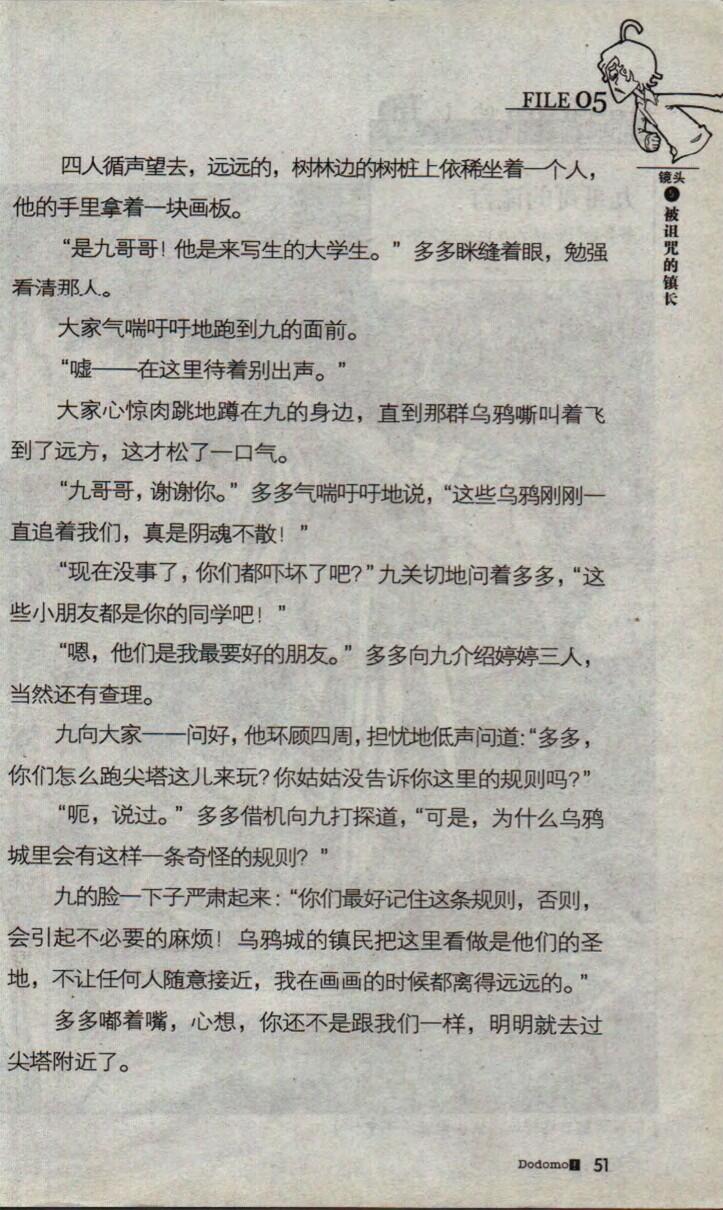 FILE 05
镜头
5
被诅咒的镇长
四人循声望去，远远的，树林边的树桩上依稀坐着一个人，
他的手里拿着一块画板。
“是九哥哥！他是来写生的大学生。”多多眯缝着眼，勉强
看清那人。
大家气喘吁吁地跑到九的面前。
“嘘——在这里待着别出声。”
大家心惊肉跳地蹲在九的身边，直到那群乌鸦嘶叫着飞
到了远方，这才松了一口气。
“九哥哥，谢谢你。”多多气喘吁吁地说，“这些乌鸦刚刚一
直追着我们，真是阴魂不散！”
“现在没事了，你们都吓坏了吧？”九关切地问着多多，“这
些小朋友都是你的同学吧！”
“嗯，他们是我最要好的朋友。”多多向九介绍婷婷三人，
当然还有查理。
九向大家一一问好，他环顾四周，担忧地低声问道：“多多，
你们怎么跑尖塔这儿来玩？你姑姑没告诉你这里的规则吗？”
“呃，说过。”多多借机向九打探道，“可是，为什么乌鸦
城里会有这样一条奇怪的规则？”
九的脸一下子严肃起来：“你们最好记住这条规则，否则，
会引起不必要的麻烦！乌鸦城的镇民把这里看做是他们的圣
地，不让任何人随意接近，我在画画的时候都离得远远的。”
多多嘟着嘴，心想，你还不是跟我们一样，明明就去过
尖塔附近了。
Dodomo! 51